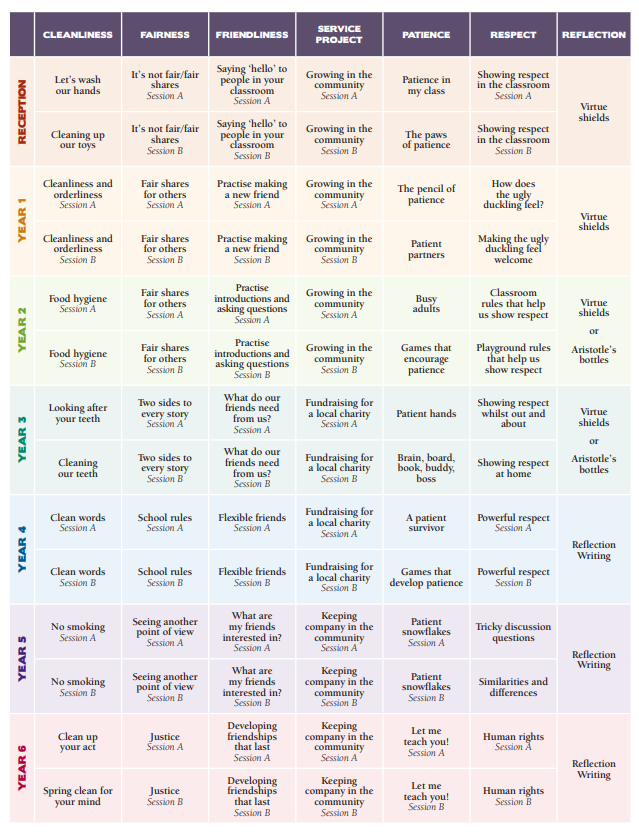 CLEANLINESS FAIRNESS FRIENDLINESS SERVICE PROJECT PATIENCE RESPECT REFLECTION
RECEPTION
Let's wash
our hands
It's not fair/fair
shares
Session A
Saying 'hello' to
people in your
classroom
Session A
Growing in the
community
Session A
Patience in
my class
Showing respect
in the classroom
Session A
Virtue
shields
Cleaning up
our toys
It's not fair/fair
shares
Session B
Saying 'hello' to
people in your
classroom
Session B
Growing in the
community
Session B
The paws
of patience
Showing respect
in the classroom
Session B
YEAR 1
Cleanliness and
orderliness
Session A
Fair shares
for others
Session A
Practise making
a new friend
Session A
Growing in the
community
Session A
The pencil of
patience
How does
the ugly
duckling feel?
Virtue
shields
Cleanliness and
orderliness
Session B
Fair shares
for others
Session B
Practise making
a new friend
Session B
Growing in the
community
Session B
Patient
partners
Making the ugly
duckling feel
welcome
YEAR 2
Food hygiene
Session A
Fair shares
for others
Session A
Practise
introductions and
asking questions
Session A
Growing in the
community
Session A
Busy
adults
Classroom
rules that help
us show respect
Virtue
shields
or
Aristotle's
bottles
Food hygiene
Session B
Fair shares
for others
Session B
Practise
introductions and
asking questions
Session B
Growing in the
community
Session B
Games that
encourage
patience
Playground rules
that help us
show respect
YEAR 3
Looking after
your teeth
Two sides to
every story
Session A
What do our
friends need
from us?
Session A
Fundraising for
a local charity
Session A
Patient hands
Showing respect
whilst out and
about
Virtue
shields
or
Aristotle's
bottles
Cleaning
our teeth
Two sides to
every story
Session B
What do our
friends need
from us?
Session B
Fundraising for
a local charity
Session B
Brain, board,
book, buddy,
boss
Showing respect
at home
YEAR 4
Clean words
Session A
School rules
Session A
Flexible friends
Session A
Fundraising for
a local charity
Session A
A patient
survivor
Powerful respect
Session A
Reflection
Writing
Clean words
Session B
School rules
Session B
Flexible friends
Session B
Fundraising for
a local charity
Session B
Games that
develop patience
Powerful respect
Session B
YEAR 5
No smoking
Session A
Seeing another
point of view
Session A
What are
my friends
interested in?
Session A
Keeping
company in the
community
Session A
Patient
snowflakes
Session A
Tricky discussion
questions
Reflection
Writing
No smoking
Session B
Seeing another
point of view
Session B
What are
my friends
interested in?
Session B
Keeping
company in the
community
Session B
Patient
snowflakes
Session B
Similarities and
differences
YEAR 6
Clean up
your act
Justice
Session A
Developing
friendships
that last
Session A
Keeping
company in the
community
Session A
Let me
teach you!
Session A
Human rights
Session A
Reflection
Writing
Spring clean for
your mind
Justice
Session B
Developing
friendships
that last
Session B
Keeping
company in the
community
Session B
Let me
teach you!
Session B
Human rights
Session B